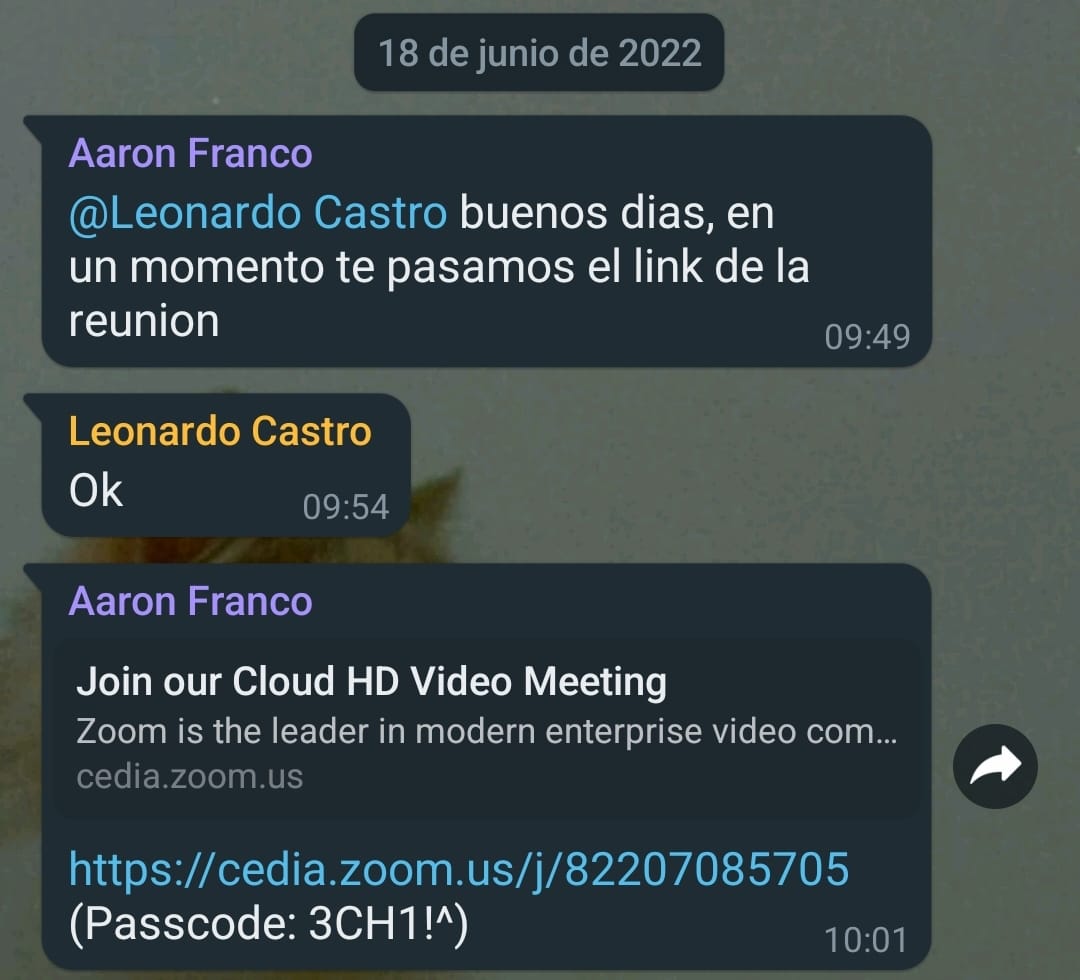 18 de junio de 2022
Aaron Franco
@Leonardo Castro buenos dias, en
un momento te pasamos el link de la
reunion
09:49
Leonardo Castro
Ok
09:54
Aaron Franco
Join our Cloud HD Video Meeting
Zoom is the leader in modern enterprise video com...
cedia.zoom.us
https://cedia.zoom.us/j/82207085705
(Passcode: 3CH1!^)
10:01